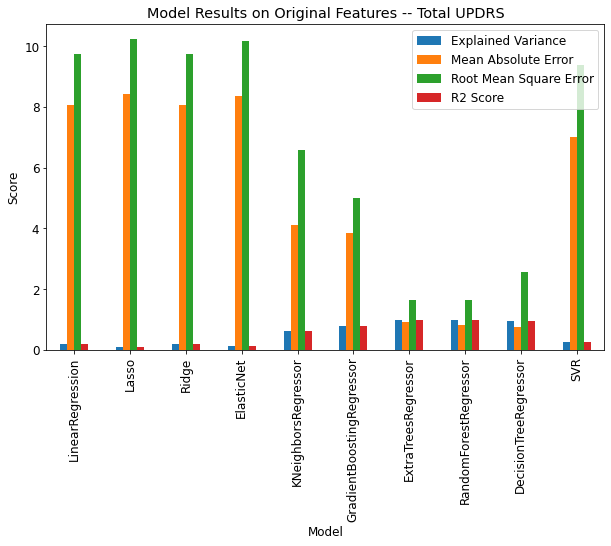 Model Results on Original Features -- Total UPDRS
Explained Variance
Mean Absolute Error
Root Mean Square Error
R2 Score
Score
10
8
6
4
2
0
LinearRegression
Lasso
Ridge
ElasticNet
KNeighborsRegressor
GradientBoostingRegressor
ExtraTreesRegressor
RandomForestRegressor
DecisionTreeRegressor
SVR
Model